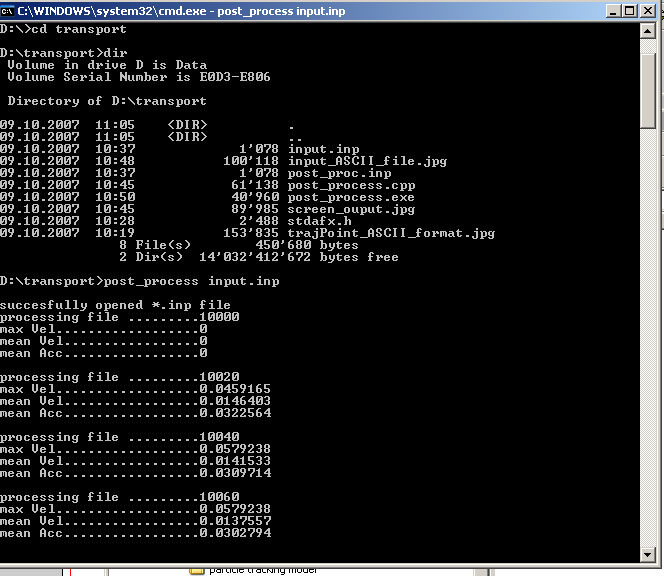 C:\WINDOWS\system32\cmd.exe - post_process input.inp
D:\>cd transport
D:\transport>dir
Volume in drive D is Data
Volume Serial Number is E0D3-E806
Directory of D:\transport
09.10.2007  11:05    <DIR>          .
09.10.2007  11:05    <DIR>          ..
09.10.2007  10:37             1'078 input.inp
09.10.2007  10:48           100'118 input_ASCII_file.jpg
09.10.2007  10:37             1'078 post_proc.inp
09.10.2007  10:45            61'138 post_process.cpp
09.10.2007  10:50            40'960 post_process.exe
09.10.2007  10:45            89'985 screen_ouput.jpg
09.10.2007  10:28             2'488 stdafx.h
09.10.2007  10:19           153'835 trajPoint_ASCII_format.jpg
8 File(s)        450'680 bytes
2 Dir(s)  14'032'412'672 bytes free
D:\transport>post_process input.inp
succesfully opened *.inp file
processing file .........10000
max Vel..................0
mean Vel.................0
mean Acc.................0
processing file .........10020
max Vel..................0.0459165
mean Vel.................0.0146403
mean Acc.................0.0322564
processing file .........10040
max Vel..................0.0579238
mean Vel.................0.0141533
mean Acc.................0.0309714
processing file .........10060
max Vel..................0.0579238
mean Vel.................0.0137557
mean Acc.................0.0302794
particle tracking model